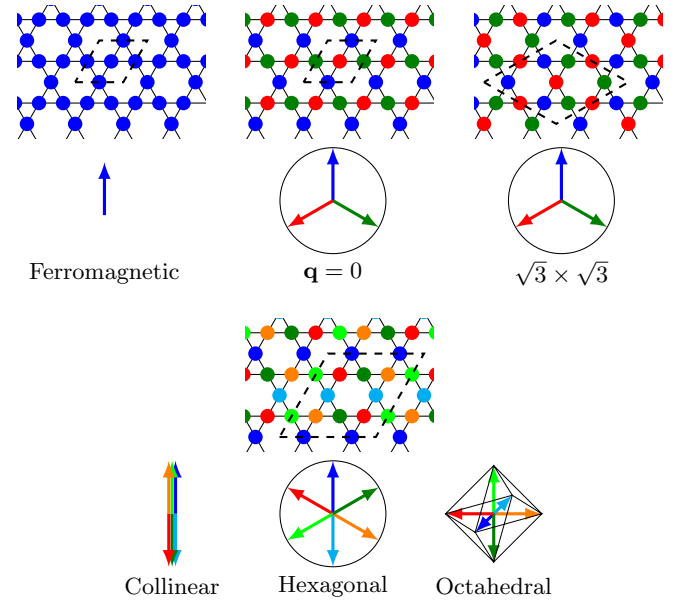 Ferromagnetic
q = 0
√3 × √3
Collinear
Hexagonal
Octahedral